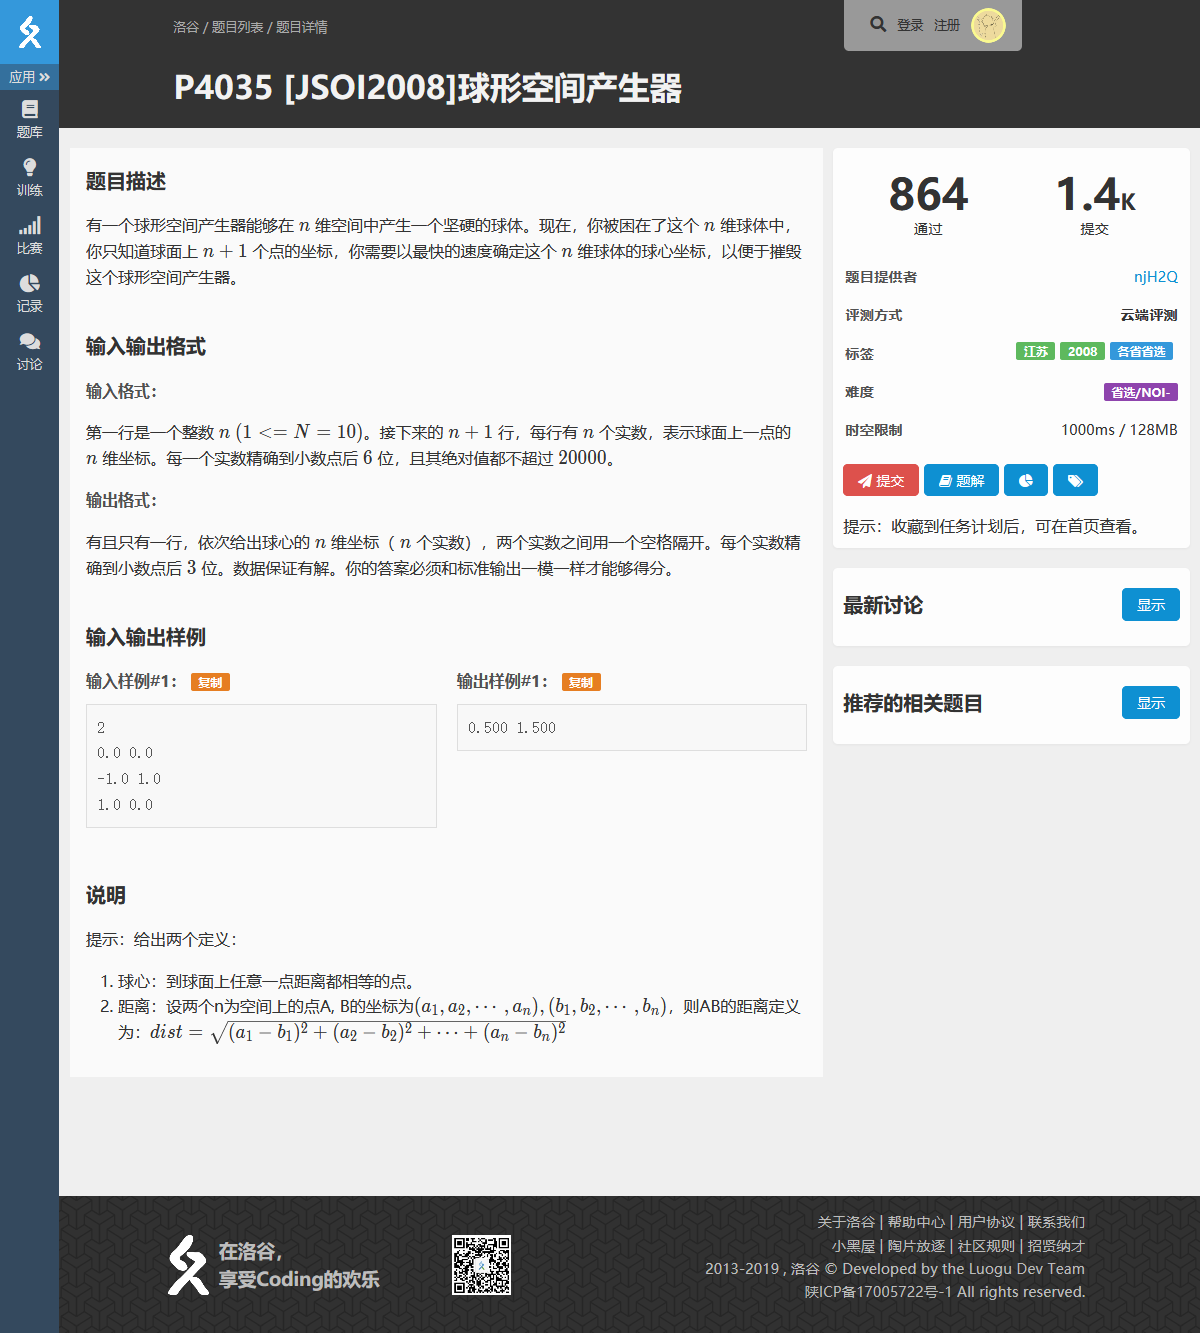 洛谷 / 题目列表 / 题目详情
登录 注册
P4035 [JSOI2008]球形空间产生器
应用
题库
训练
比赛
记录
讨论
题目描述
有一个球形空间产生器能够在 n 维空间中产生一个坚硬的球体。现在，你被困在了这个 n 维球体中，
你只知道球面上 n + 1 个点的坐标，你需要以最快的速度确定这个 n 维球体的球心坐标，以便于摧毁
这个球形空间产生器。
输入输出格式
输入格式：
第一行是一个整数 n (1 <= N = 10)。接下来的 n + 1 行，每行有 n 个实数，表示球面上一点的
n 维坐标。每一个实数精确到小数点后 6 位，且其绝对值都不超过 20000。
输出格式：
有且只有一行，依次给出球心的 n 维坐标（ n 个实数），两个实数之间用一个空格隔开。每个实数精
确到小数点后 3 位。数据保证有解。你的答案必须和标准输出一模一样才能够得分。
输入输出样例
输入样例#1： 复制
2
0.0 0.0
-1.0 1.0
1.0 0.0
输出样例#1： 复制
0.500 1.500
说明
提示：给出两个定义：
1. 球心：到球面上任意一点距离都相等的点。
2. 距离：设两个n为空间上的点A, B的坐标为(a₁, a₂, ⋯ , aₙ), (b₁, b₂, ⋯ , bₙ)，则AB的距离定义
为：dist = √(a₁ − b₁)² + (a₂ − b₂)² + ⋯ + (aₙ − bₙ)²
864
通过
1.4K
提交
题目提供者 njH2Q
评测方式 云端评测
标签 江苏 2008 各省省选
难度 省选/NOI-
时空限制 1000ms / 128MB
提交 题解
提示：收藏到任务计划后，可在首页查看。
最新讨论 显示
推荐的相关题目 显示
在洛谷，
享受Coding的欢乐
关于洛谷 | 帮助中心 | 用户协议 | 联系我们
小黑屋 | 陶片放逐 | 社区规则 | 招贤纳才
2013-2019 , 洛谷 © Developed by the Luogu Dev Team
陕ICP备17005722号-1 All rights reserved.